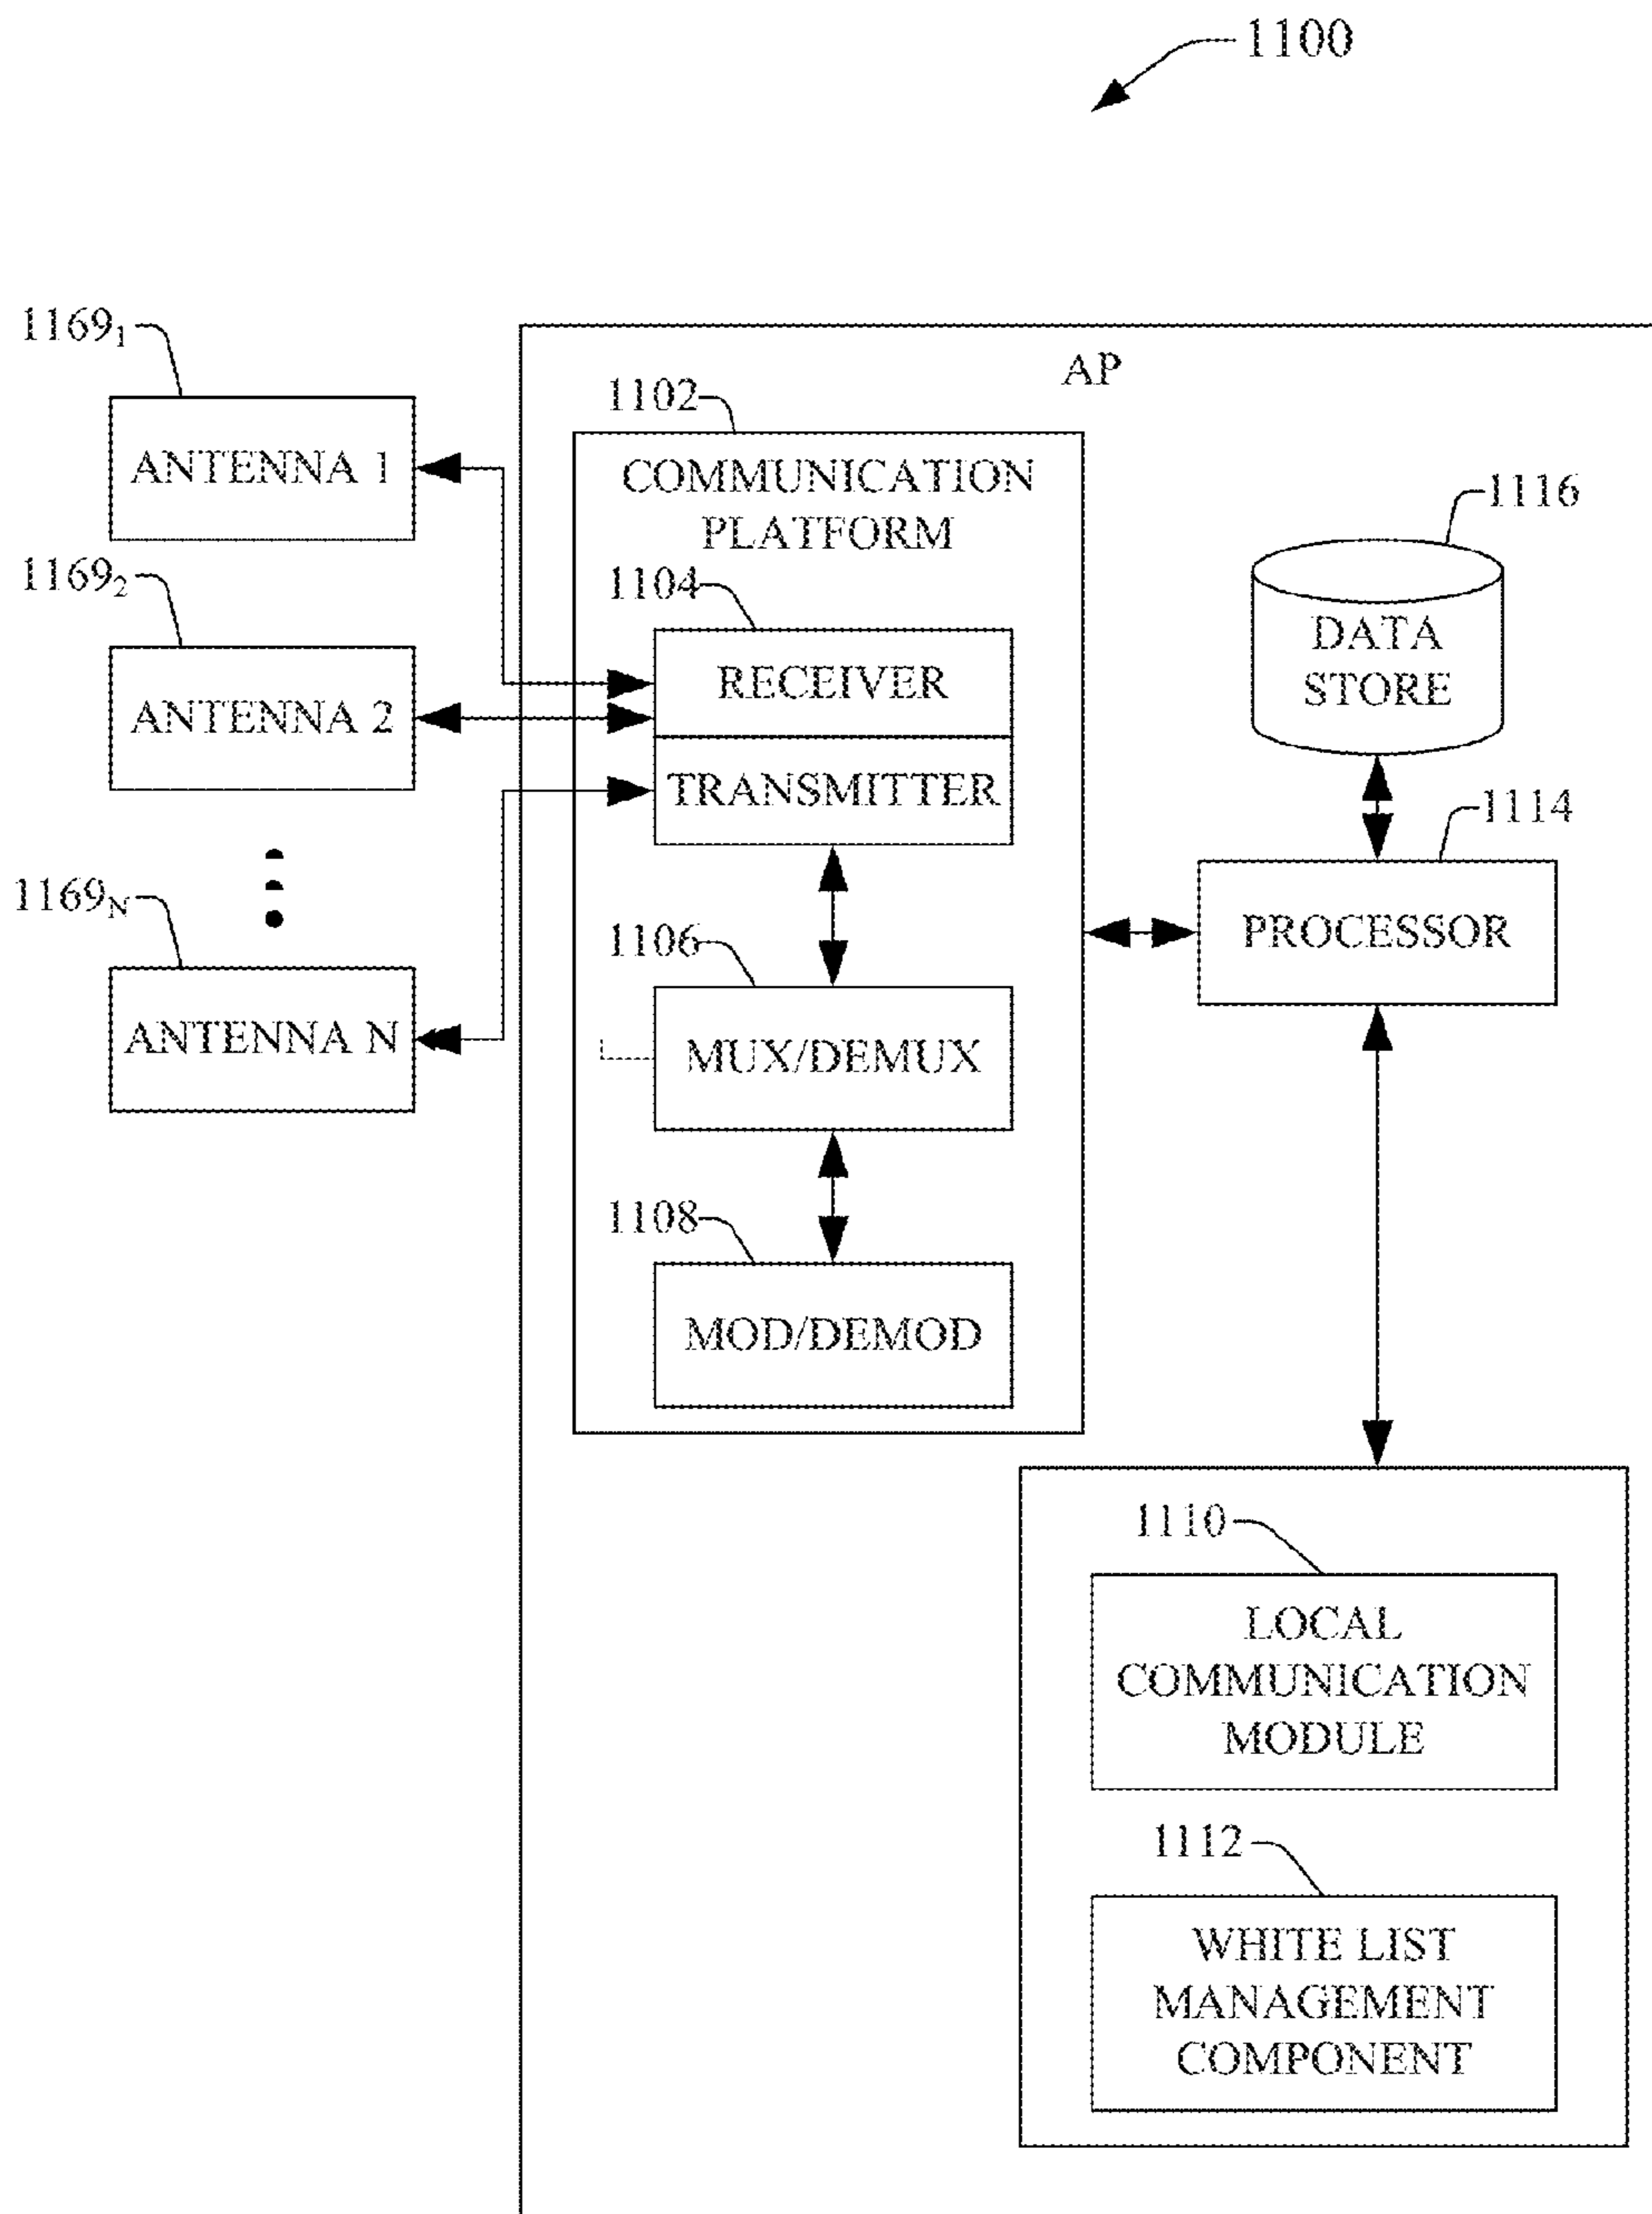 1100
AP
1169₁
ANTENNA 1
1169₂
ANTENNA 2
1169N
ANTENNA N
1102
COMMUNICATION
PLATFORM
1104
RECEIVER
TRANSMITTER
1106
MUX/DEMUX
1108
MOD/DEMOD
1116
DATA
STORE
1114
PROCESSOR
1110
LOCAL
COMMUNICATION
MODULE
1112
WHITE LIST
MANAGEMENT
COMPONENT